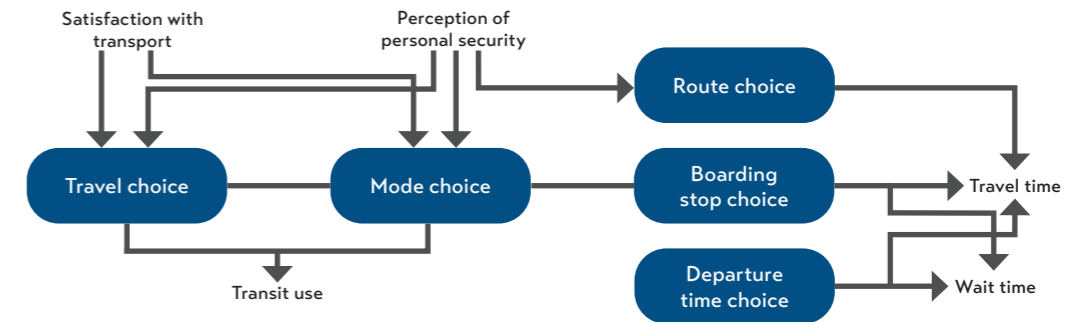 Satisfaction with
transport
Perception of
personal security
Route choice
Travel choice
Mode choice
Boarding
stop choice
Travel time
Departure
time choice
Wait time
Transit use